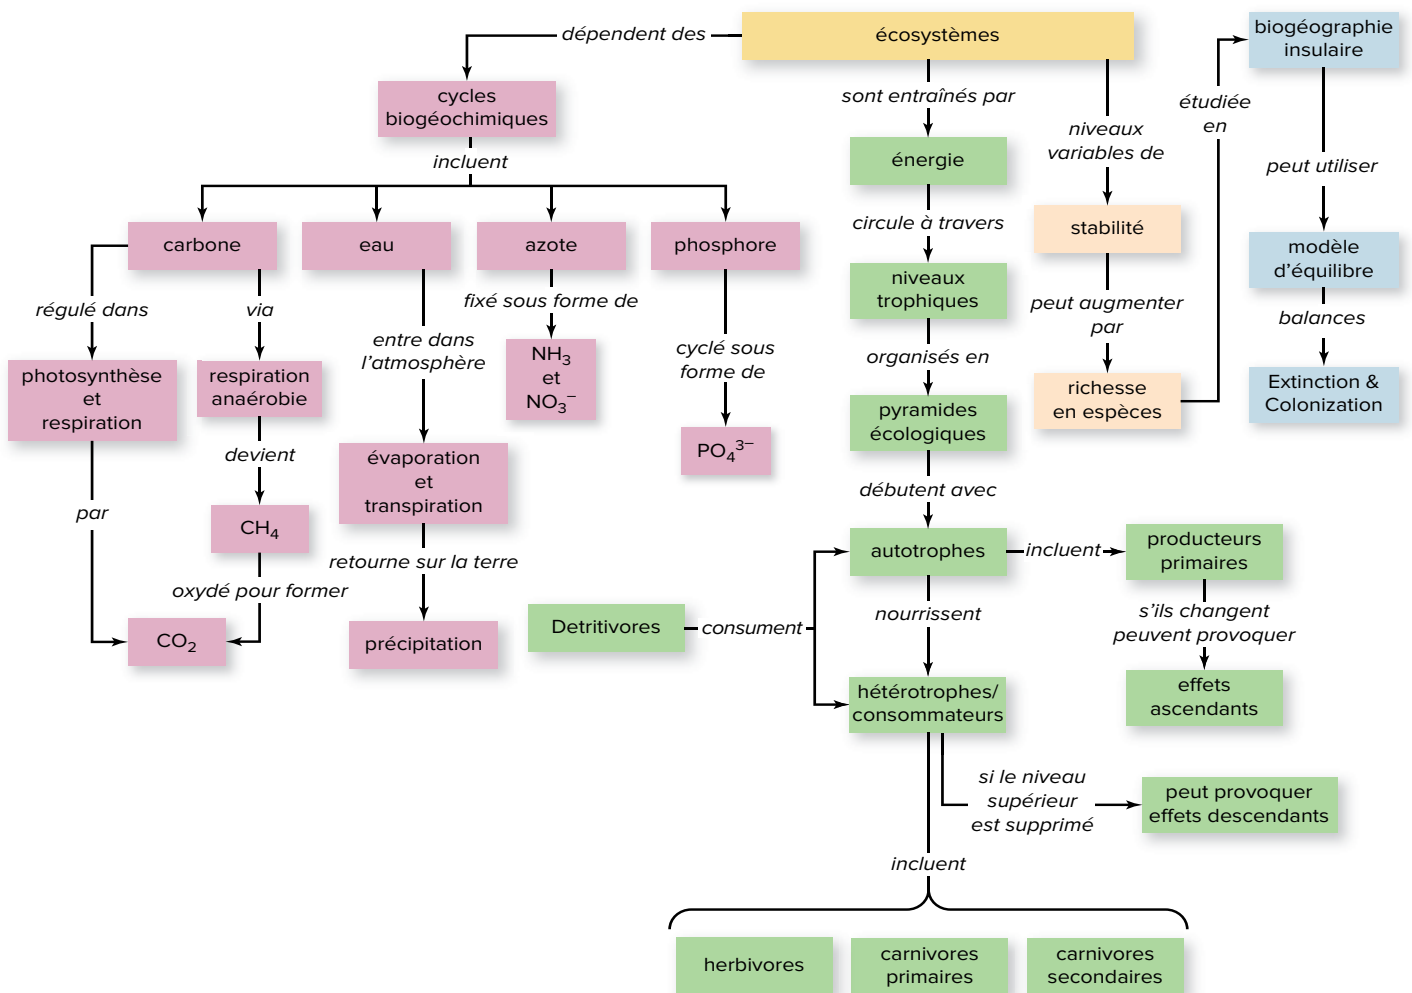 écosystèmes
dépendent des
cycles
biogéochimiques
incluent
carbone
eau
azote
phosphore
régulé dans
photosynthèse
et
respiration
par
via
respiration
anaérobie
devient
CH₄
oxydé pour former
CO₂
entre dans
l'atmosphère
évaporation
et
transpiration
retourne sur la terre
précipitation
fixé sous forme de
NH₃
et
NO₃⁻
cyclé sous
forme de
PO₄³⁻
sont entraînés par
énergie
circule à travers
niveaux
trophiques
organisés en
pyramides
écologiques
débutent avec
autotrophes
incluent
producteurs
primaires
s'ils changent
peuvent provoquer
effets
ascendants
nourrissent
Detritivores
consument
hétérotrophes/
consommateurs
si le niveau
supérieur
est supprimé
peut provoquer
effets descendants
incluent
herbivores
carnivores
primaires
carnivores
secondaires
niveaux
variables de
stabilité
peut augmenter
par
richesse
en espèces
étudiée
en
biogéographie
insulaire
peut utiliser
modèle
d'équilibre
balances
Extinction &
Colonization